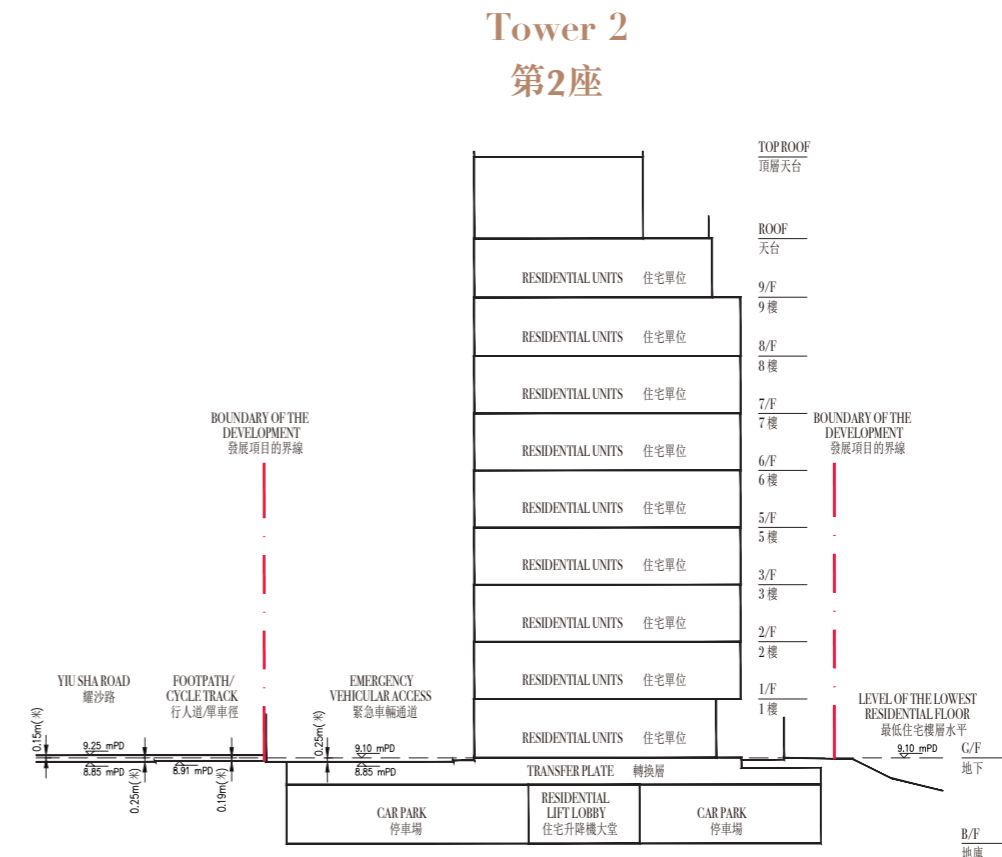 Tower 2
第2座
TOP ROOF
頂層天台
ROOF
天台
RESIDENTIAL UNITS 住宅單位
9/F
9 樓
RESIDENTIAL UNITS 住宅單位
8/F
8 樓
RESIDENTIAL UNITS 住宅單位
7/F
7 樓
RESIDENTIAL UNITS 住宅單位
6/F
6 樓
RESIDENTIAL UNITS 住宅單位
5/F
5 樓
RESIDENTIAL UNITS 住宅單位
3/F
3 樓
RESIDENTIAL UNITS 住宅單位
2/F
2 樓
RESIDENTIAL UNITS 住宅單位
1/F
1 樓
RESIDENTIAL UNITS 住宅單位
BOUNDARY OF THE
DEVELOPMENT
發展項目的界線
BOUNDARY OF THE
DEVELOPMENT
發展項目的界線
YIU SHA ROAD
耀沙路
FOOTPATH/
CYCLE TRACK
行人道/單車徑
EMERGENCY
VEHICULAR ACCESS
緊急車輛通道
LEVEL OF THE LOWEST
RESIDENTIAL FLOOR
最低住宅樓層水平
0.15m(米)
9.25 mPD
8.85 mPD
0.25m(米)
8.91 mPD
0.19m(米)
0.25m(米)
9.10 mPD
8.85 mPD
9.10 mPD
G/F
地下
TRANSFER PLATE 轉換層
CAR PARK
停車場
RESIDENTIAL
LIFT LOBBY
住宅升降機大堂
CAR PARK
停車場
B/F
地庫